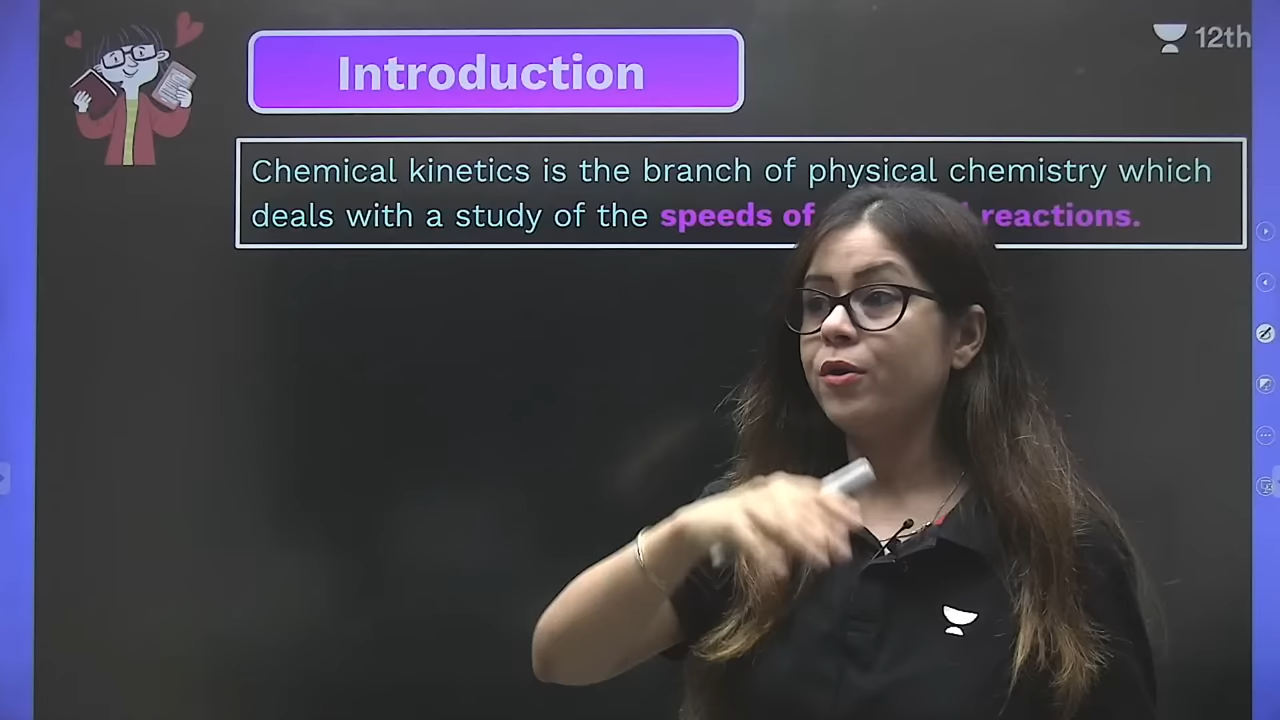 12th
Introduction
Chemical kinetics is the branch of physical chemistry which
deals with a study of the speeds of reactions.